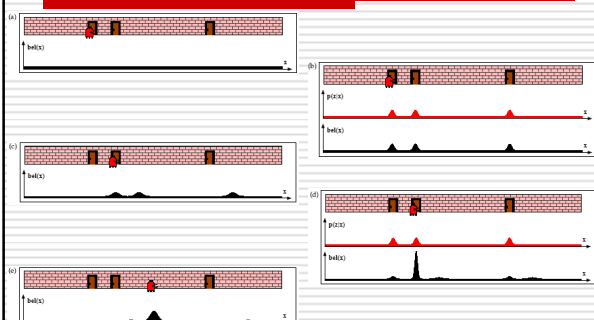 (a)
bel(x)
x
(b)
p(z|x)
x
bel(x)
x
(c)
bel(x)
x
(d)
p(z|x)
x
bel(x)
x
(e)
bel(x)
x